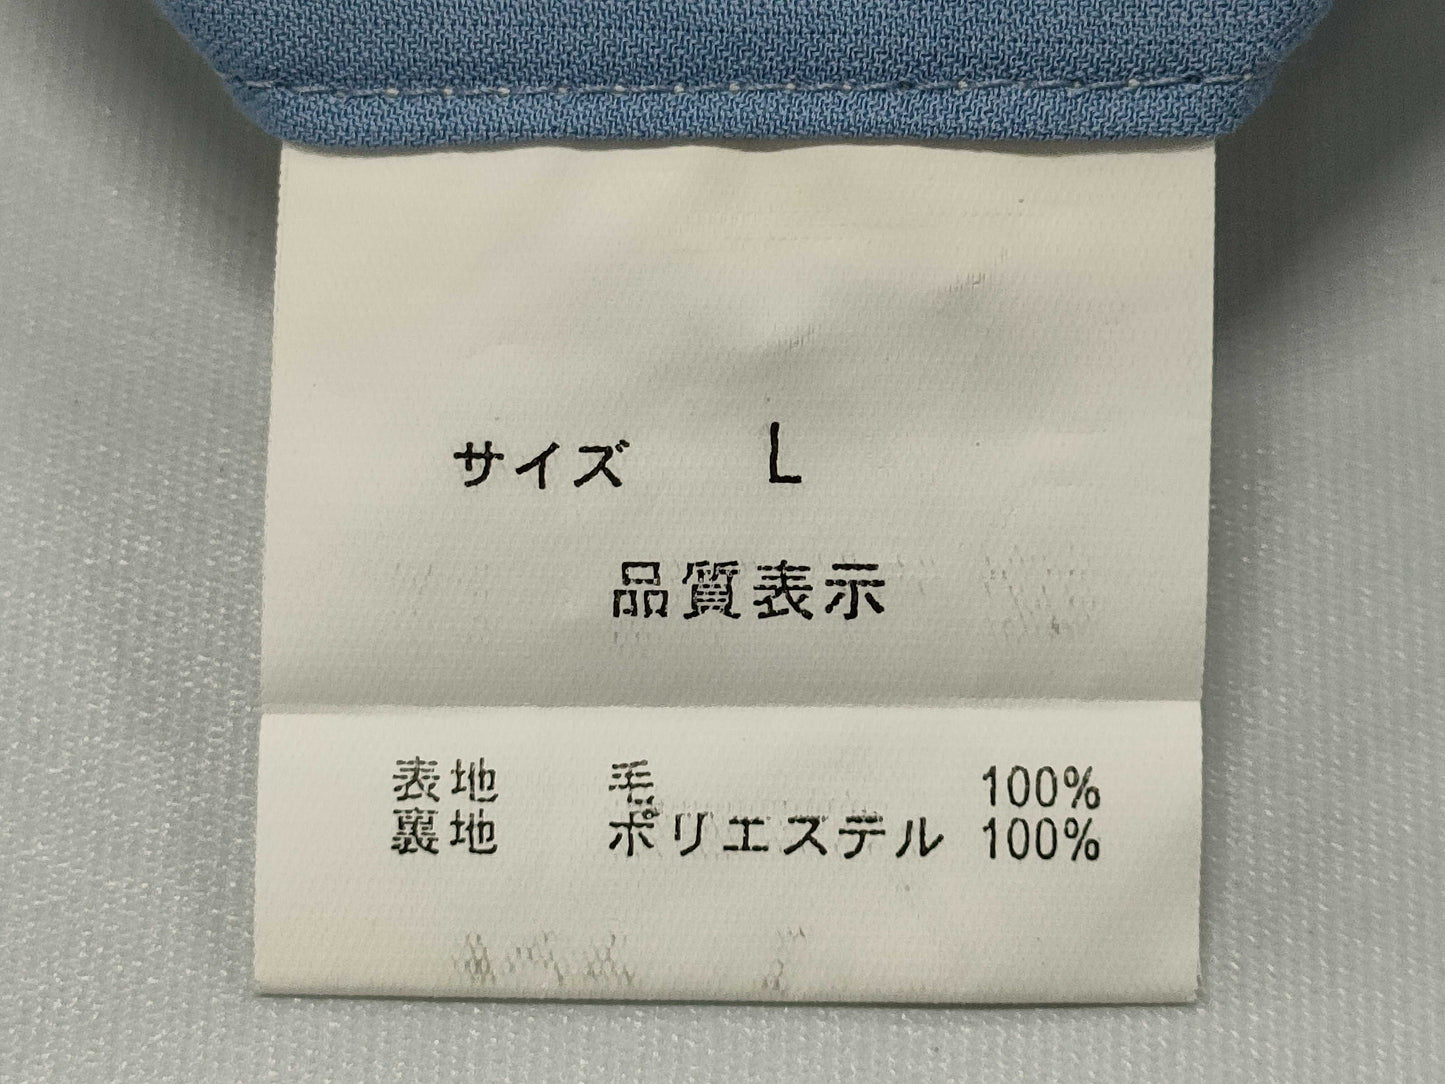 サイズ L
品質表示
表地 毛 100%
裏地 ポリエステル 100%